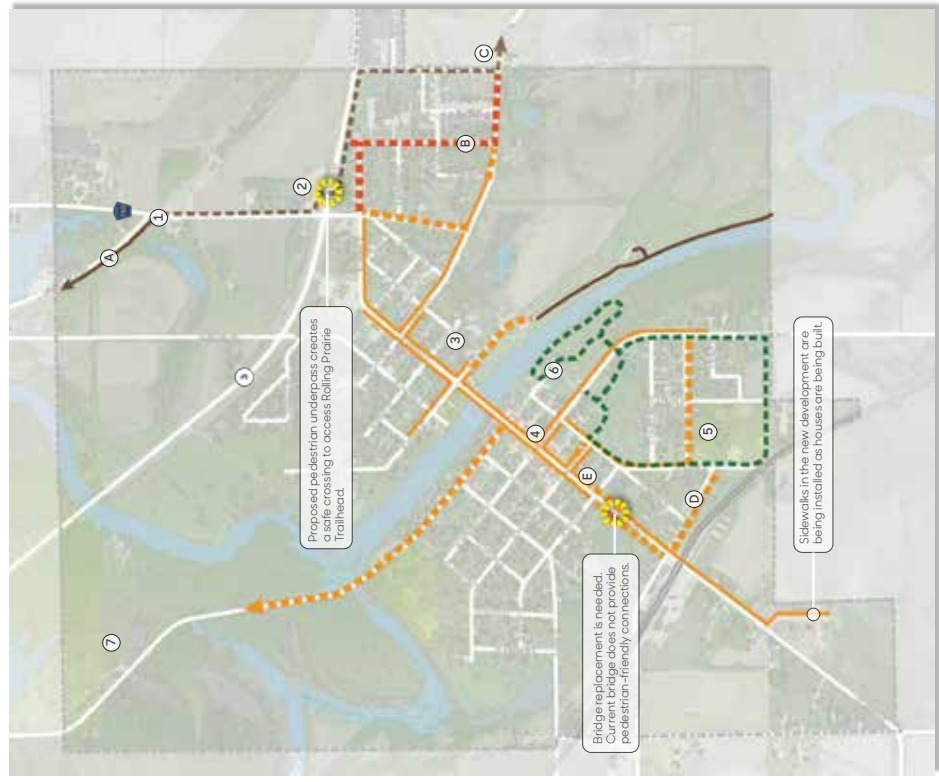 7
A
1
3
2
Proposed pedestrian underpass creates
a safe crossing to access Rolling Prairie
Trailhead.
3
B
C
4
6
E
Bridge replacement is needed.
Current bridge does not provide
pedestrian-friendly connections.
D
5
Sidewalks in the new development are
being installed as houses are being built.